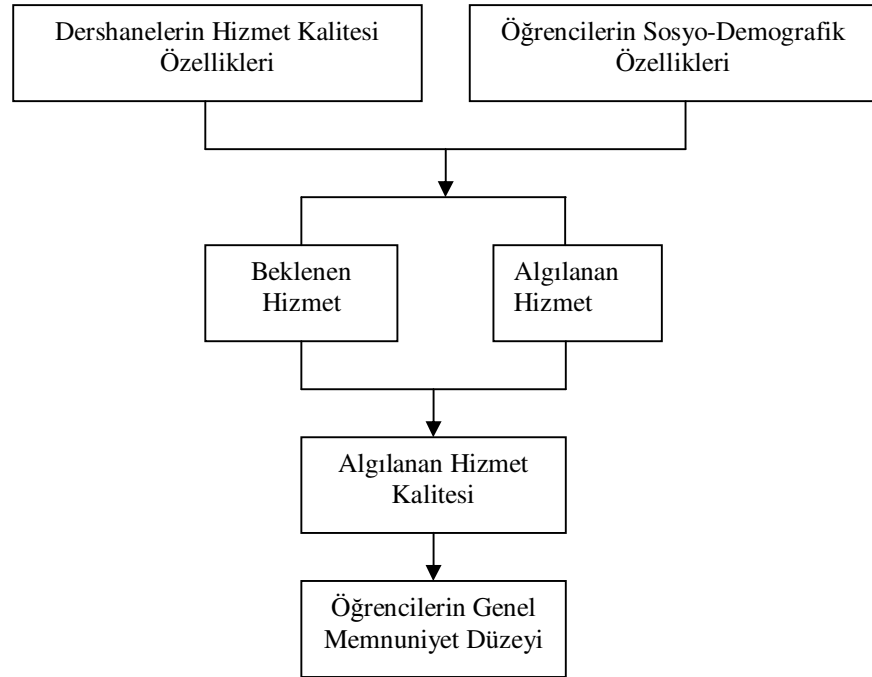 Dershanelerin Hizmet Kalitesi
Özellikleri
Öğrencilerin Sosyo-Demografik
Özellikleri
Beklenen
Hizmet
Algılanan
Hizmet
Algılanan Hizmet
Kalitesi
Öğrencilerin Genel
Memnuniyet Düzeyi